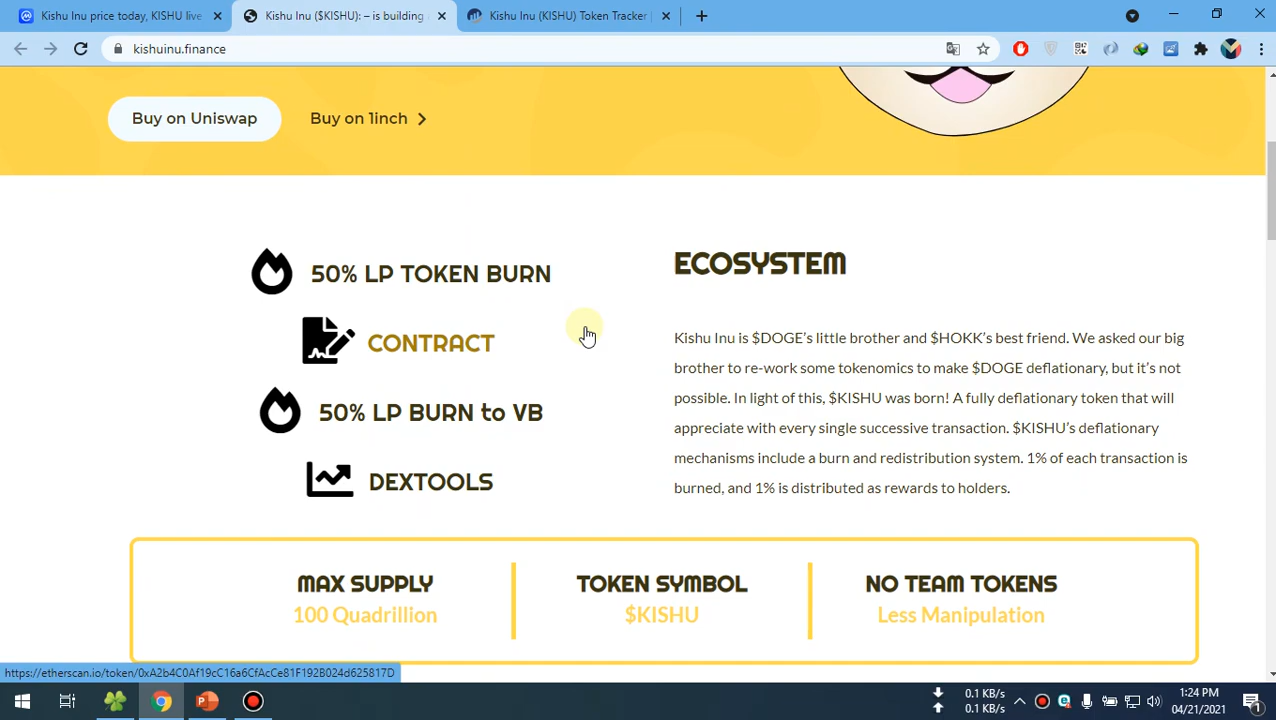 Kishu Inu price today, KISHU live
Kishu Inu ($KISHU): – is building
Kishu Inu (KISHU) Token Tracker
kishuinu.finance
Buy on Uniswap
Buy on 1inch
50% LP TOKEN BURN
CONTRACT
50% LP BURN to VB
DEXTOOLS
ECOSYSTEM
Kishu Inu is $DOGE’s little brother and $HOKK’s best friend. We asked our big
brother to re-work some tokenomics to make $DOGE deflationary, but it’s not
possible. In light of this, $KISHU was born! A fully deflationary token that will
appreciate with every single successive transaction. $KISHU’s deflationary
mechanisms include a burn and redistribution system. 1% of each transaction is
burned, and 1% is distributed as rewards to holders.
MAX SUPPLY
100 Quadrillion
TOKEN SYMBOL
$KISHU
NO TEAM TOKENS
Less Manipulation
https://etherscan.io/token/0xA2b4C0Af19cC16a6CfAcCe81F192B024d625817D
0.1 KB/s
0.1 KB/s
1:24 PM
04/21/2021
1